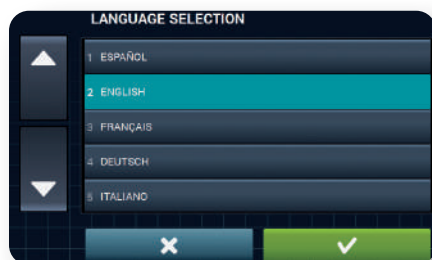 LANGUAGE SELECTION
1 ESPAÑOL
2 ENGLISH
3 FRANÇAIS
4 DEUTSCH
5 ITALIANO